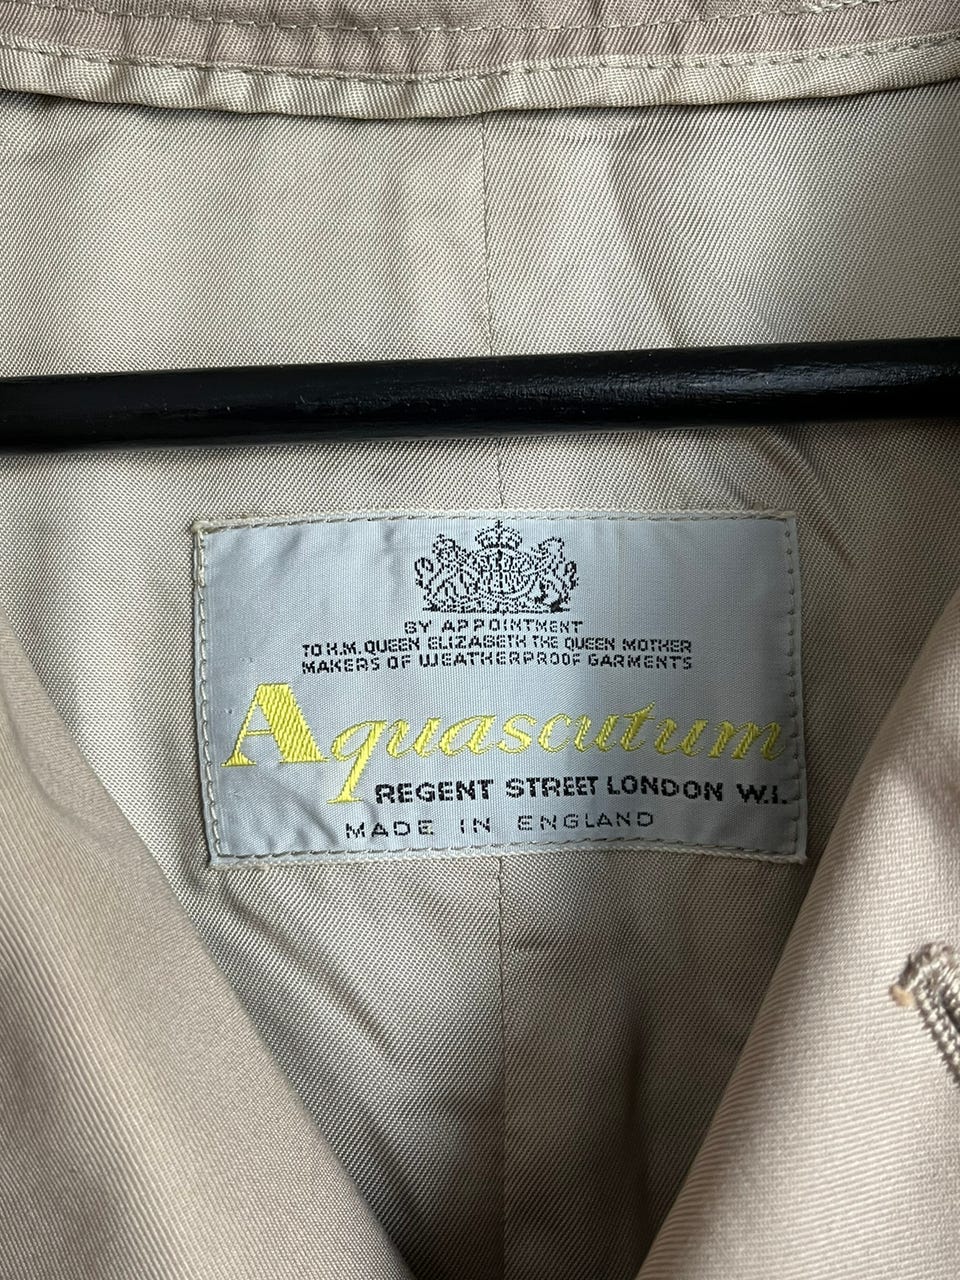 BY APPOINTMENT
TO H.M. QUEEN ELIZABETH THE QUEEN MOTHER
MAKERS OF WEATHERPROOF GARMENTS
Aquascutum
REGENT STREET LONDON W.1.
MADE IN ENGLAND